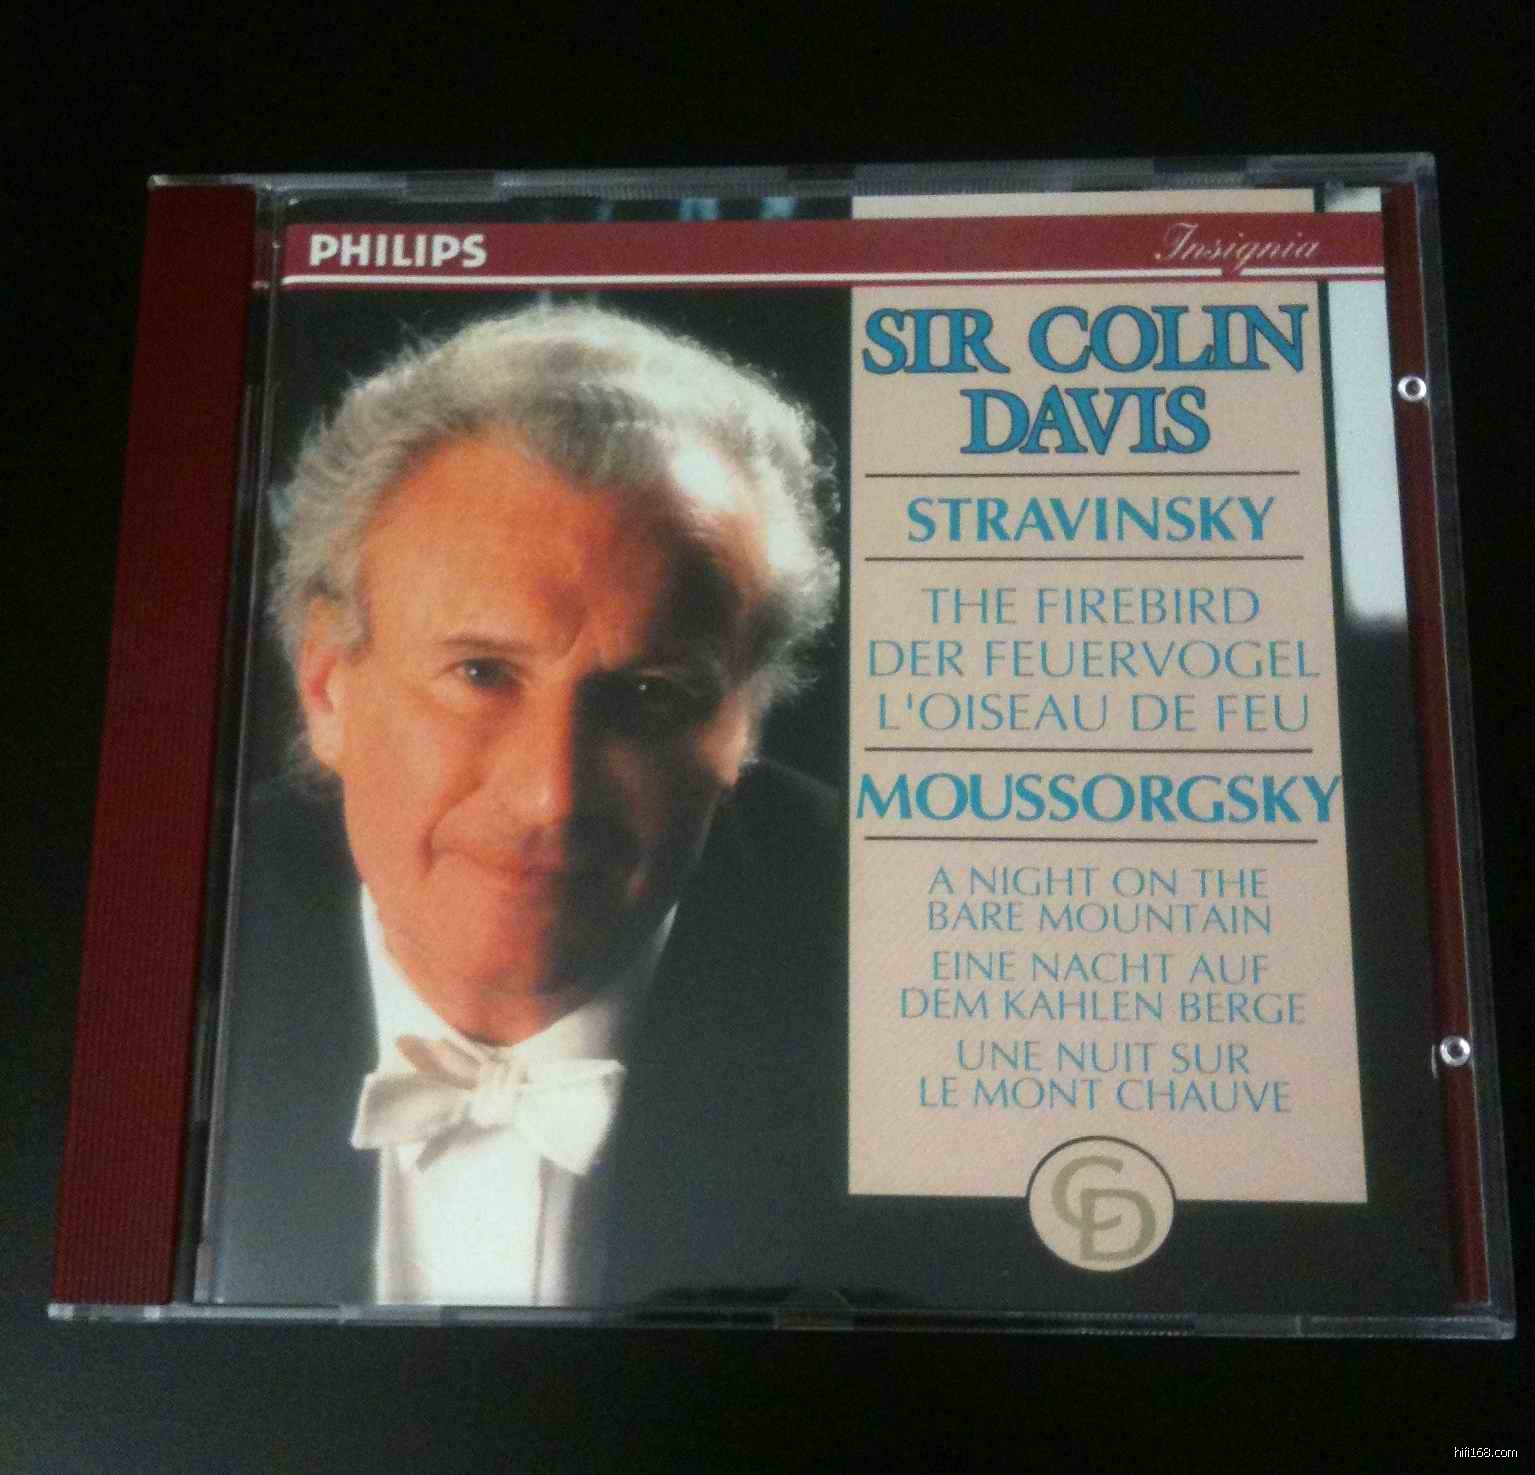 PHILIPS
Insignia
SIR COLIN
DAVIS
STRAVINSKY
THE FIREBIRD
DER FEUERVOGEL
L'OISEAU DE FEU
MOUSSORGSKY
A NIGHT ON THE
BARE MOUNTAIN
EINE NACHT AUF
DEM KAHLEN BERGE
UNE NUIT SUR
LE MONT CHAUVE
CD
hifi168.com